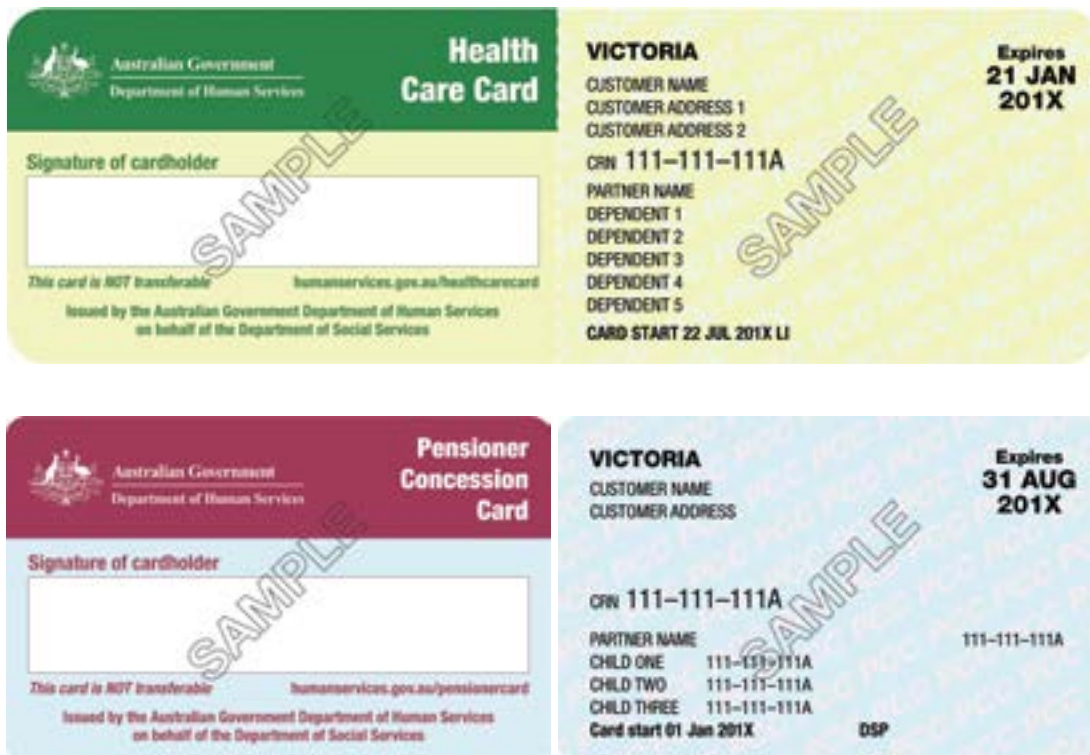 Australian Government
Department of Human Services
Health
Care Card
Signature of cardholder
SAMPLE
This card is NOT transferable
humanservices.gov.au/healthcarecard
Issued by the Australian Government Department of Human Services
on behalf of the Department of Social Services
VICTORIA
Expires
21 JAN
201X
CUSTOMER NAME
CUSTOMER ADDRESS 1
CUSTOMER ADDRESS 2
CRN 111–111–111A
PARTNER NAME
DEPENDENT 1
DEPENDENT 2
DEPENDENT 3
DEPENDENT 4
DEPENDENT 5
CARD START 22 JUL 201X LI
SAMPLE
Australian Government
Department of Human Services
Pensioner
Concession
Card
Signature of cardholder
SAMPLE
This card is NOT transferable
humanservices.gov.au/pensionercard
Issued by the Australian Government Department of Human Services
on behalf of the Department of Social Services
VICTORIA
Expires
31 AUG
201X
CUSTOMER NAME
CUSTOMER ADDRESS
CRN 111–111–111A
PARTNER NAME 111–111–111A
CHILD ONE 111–111–111A
CHILD TWO 111–111–111A
CHILD THREE 111–111–111A
Card start 01 Jan 201X DSP
SAMPLE